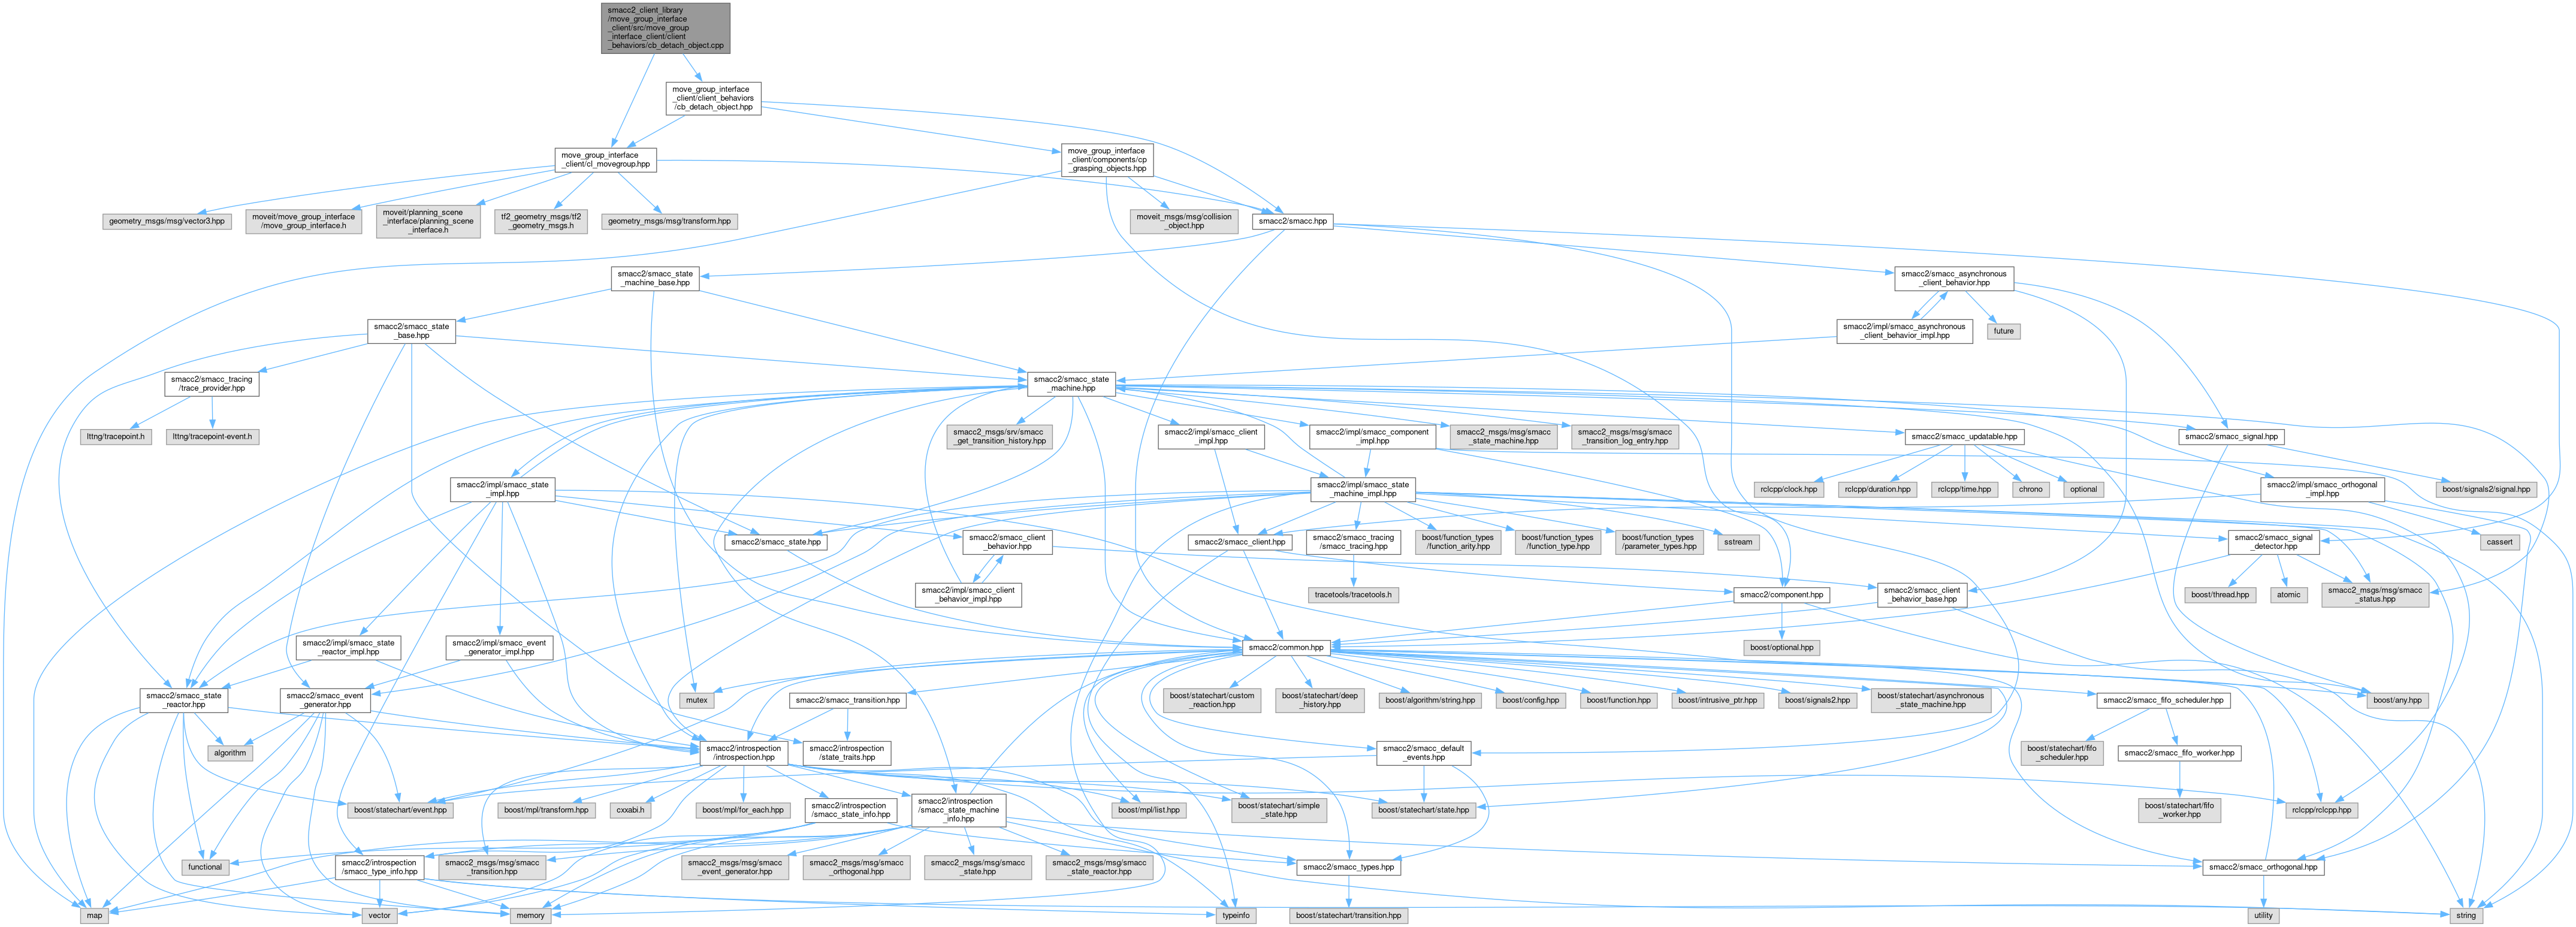 smacc2_client_library
/move_group_interface
_client/src/move_group
_interface_client/client
_behaviors/cb_detach_object.cpp
move_group_interface
_client/client_behaviors
/cb_detach_object.hpp
move_group_interface
_client/cl_movegroup.hpp
move_group_interface
_client/components/cp
_grasping_objects.hpp
geometry_msgs/msg/vector3.hpp
moveit/move_group_interface
/move_group_interface.h
moveit/planning_scene
_interface/planning_scene
_interface.h
tf2_geometry_msgs/tf2
_geometry_msgs.h
geometry_msgs/msg/transform.hpp
moveit_msgs/msg/collision
_object.hpp
smacc2/smacc.hpp
smacc2/smacc_state
_machine_base.hpp
smacc2/smacc_asynchronous
_client_behavior.hpp
smacc2/smacc_state
_base.hpp
smacc2/impl/smacc_asynchronous
_client_behavior_impl.hpp
future
smacc2/smacc_tracing
/trace_provider.hpp
smacc2/smacc_state
_machine.hpp
lttng/tracepoint.h
lttng/tracepoint-event.h
smacc2_msgs/srv/smacc
_get_transition_history.hpp
smacc2/impl/smacc_client
_impl.hpp
smacc2/impl/smacc_component
_impl.hpp
smacc2_msgs/msg/smacc
_state_machine.hpp
smacc2_msgs/msg/smacc
_transition_log_entry.hpp
smacc2/smacc_updatable.hpp
smacc2/smacc_signal.hpp
smacc2/impl/smacc_state
_impl.hpp
smacc2/impl/smacc_state
_machine_impl.hpp
rclcpp/clock.hpp
rclcpp/duration.hpp
rclcpp/time.hpp
chrono
optional
smacc2/impl/smacc_orthogonal
_impl.hpp
boost/signals2/signal.hpp
smacc2/smacc_state.hpp
smacc2/smacc_client
_behavior.hpp
smacc2/smacc_client.hpp
smacc2/smacc_tracing
/smacc_tracing.hpp
boost/function_types
/function_arity.hpp
boost/function_types
/function_type.hpp
boost/function_types
/parameter_types.hpp
sstream
smacc2/smacc_signal
_detector.hpp
cassert
smacc2/impl/smacc_client
_behavior_impl.hpp
tracetools/tracetools.h
smacc2/component.hpp
smacc2/smacc_client
_behavior_base.hpp
boost/thread.hpp
atomic
smacc2_msgs/msg/smacc
_status.hpp
smacc2/impl/smacc_state
_reactor_impl.hpp
smacc2/impl/smacc_event
_generator_impl.hpp
smacc2/common.hpp
boost/optional.hpp
smacc2/smacc_state
_reactor.hpp
smacc2/smacc_event
_generator.hpp
mutex
smacc2/smacc_transition.hpp
boost/statechart/custom
_reaction.hpp
boost/statechart/deep
_history.hpp
boost/algorithm/string.hpp
boost/config.hpp
boost/function.hpp
boost/intrusive_ptr.hpp
boost/signals2.hpp
boost/statechart/asynchronous
_state_machine.hpp
smacc2/smacc_fifo_scheduler.hpp
boost/any.hpp
algorithm
smacc2/introspection
/introspection.hpp
smacc2/introspection
/state_traits.hpp
smacc2/smacc_default
_events.hpp
boost/statechart/fifo
_scheduler.hpp
smacc2/smacc_fifo_worker.hpp
boost/statechart/event.hpp
boost/mpl/transform.hpp
cxxabi.h
boost/mpl/for_each.hpp
smacc2/introspection
/smacc_state_info.hpp
smacc2/introspection
/smacc_state_machine
_info.hpp
boost/mpl/list.hpp
boost/statechart/simple
_state.hpp
boost/statechart/state.hpp
boost/statechart/fifo
_worker.hpp
rclcpp/rclcpp.hpp
functional
smacc2/introspection
/smacc_type_info.hpp
smacc2_msgs/msg/smacc
_transition.hpp
smacc2_msgs/msg/smacc
_event_generator.hpp
smacc2_msgs/msg/smacc
_orthogonal.hpp
smacc2_msgs/msg/smacc
_state.hpp
smacc2_msgs/msg/smacc
_state_reactor.hpp
smacc2/smacc_types.hpp
smacc2/smacc_orthogonal.hpp
map
vector
memory
typeinfo
boost/statechart/transition.hpp
utility
string